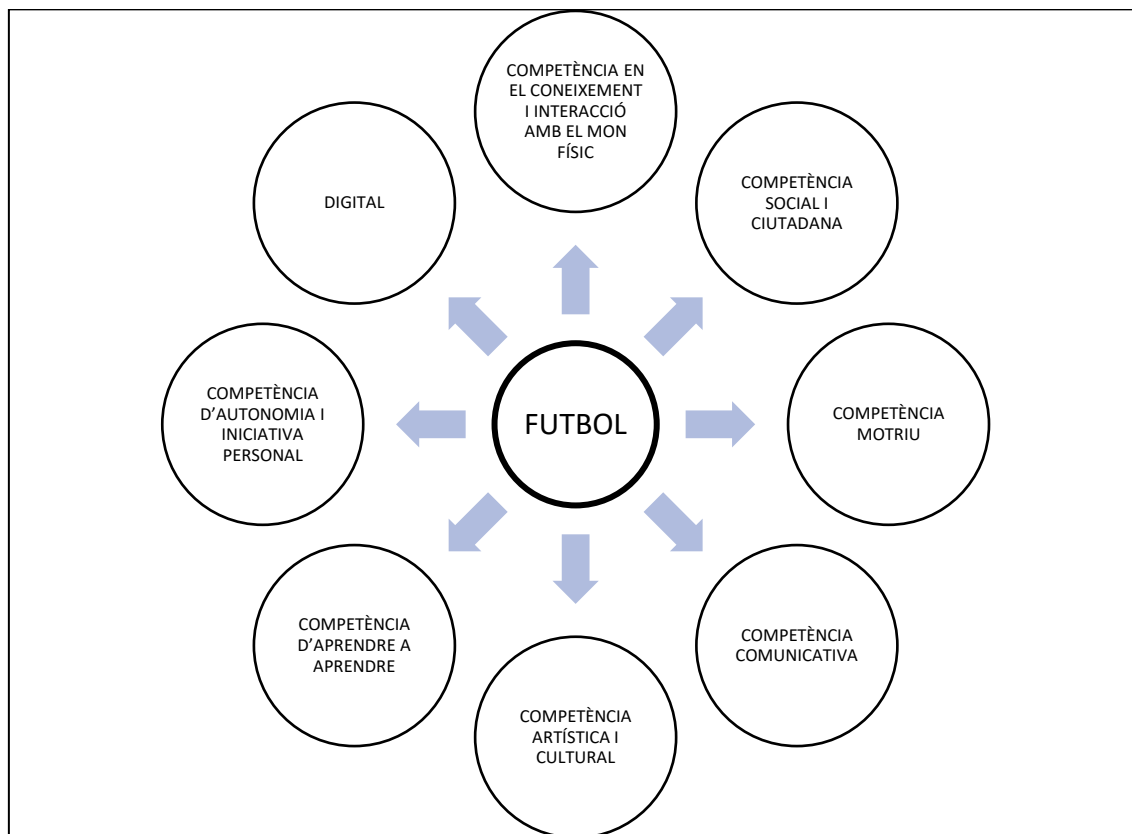 COMPETÈNCIA EN
EL CONEIXEMENT
I INTERACCIÓ
AMB EL MON
FÍSIC
COMPETÈNCIA
SOCIAL I
CIUTADANA
COMPETÈNCIA
MOTRIU
COMPETÈNCIA
COMUNICATIVA
COMPETÈNCIA
ARTÍSTICA I
CULTURAL
COMPETÈNCIA
D’APRENDRE A
APRENDRE
COMPETÈNCIA
D’AUTONOMIA I
INICIATIVA
PERSONAL
DIGITAL
FUTBOL